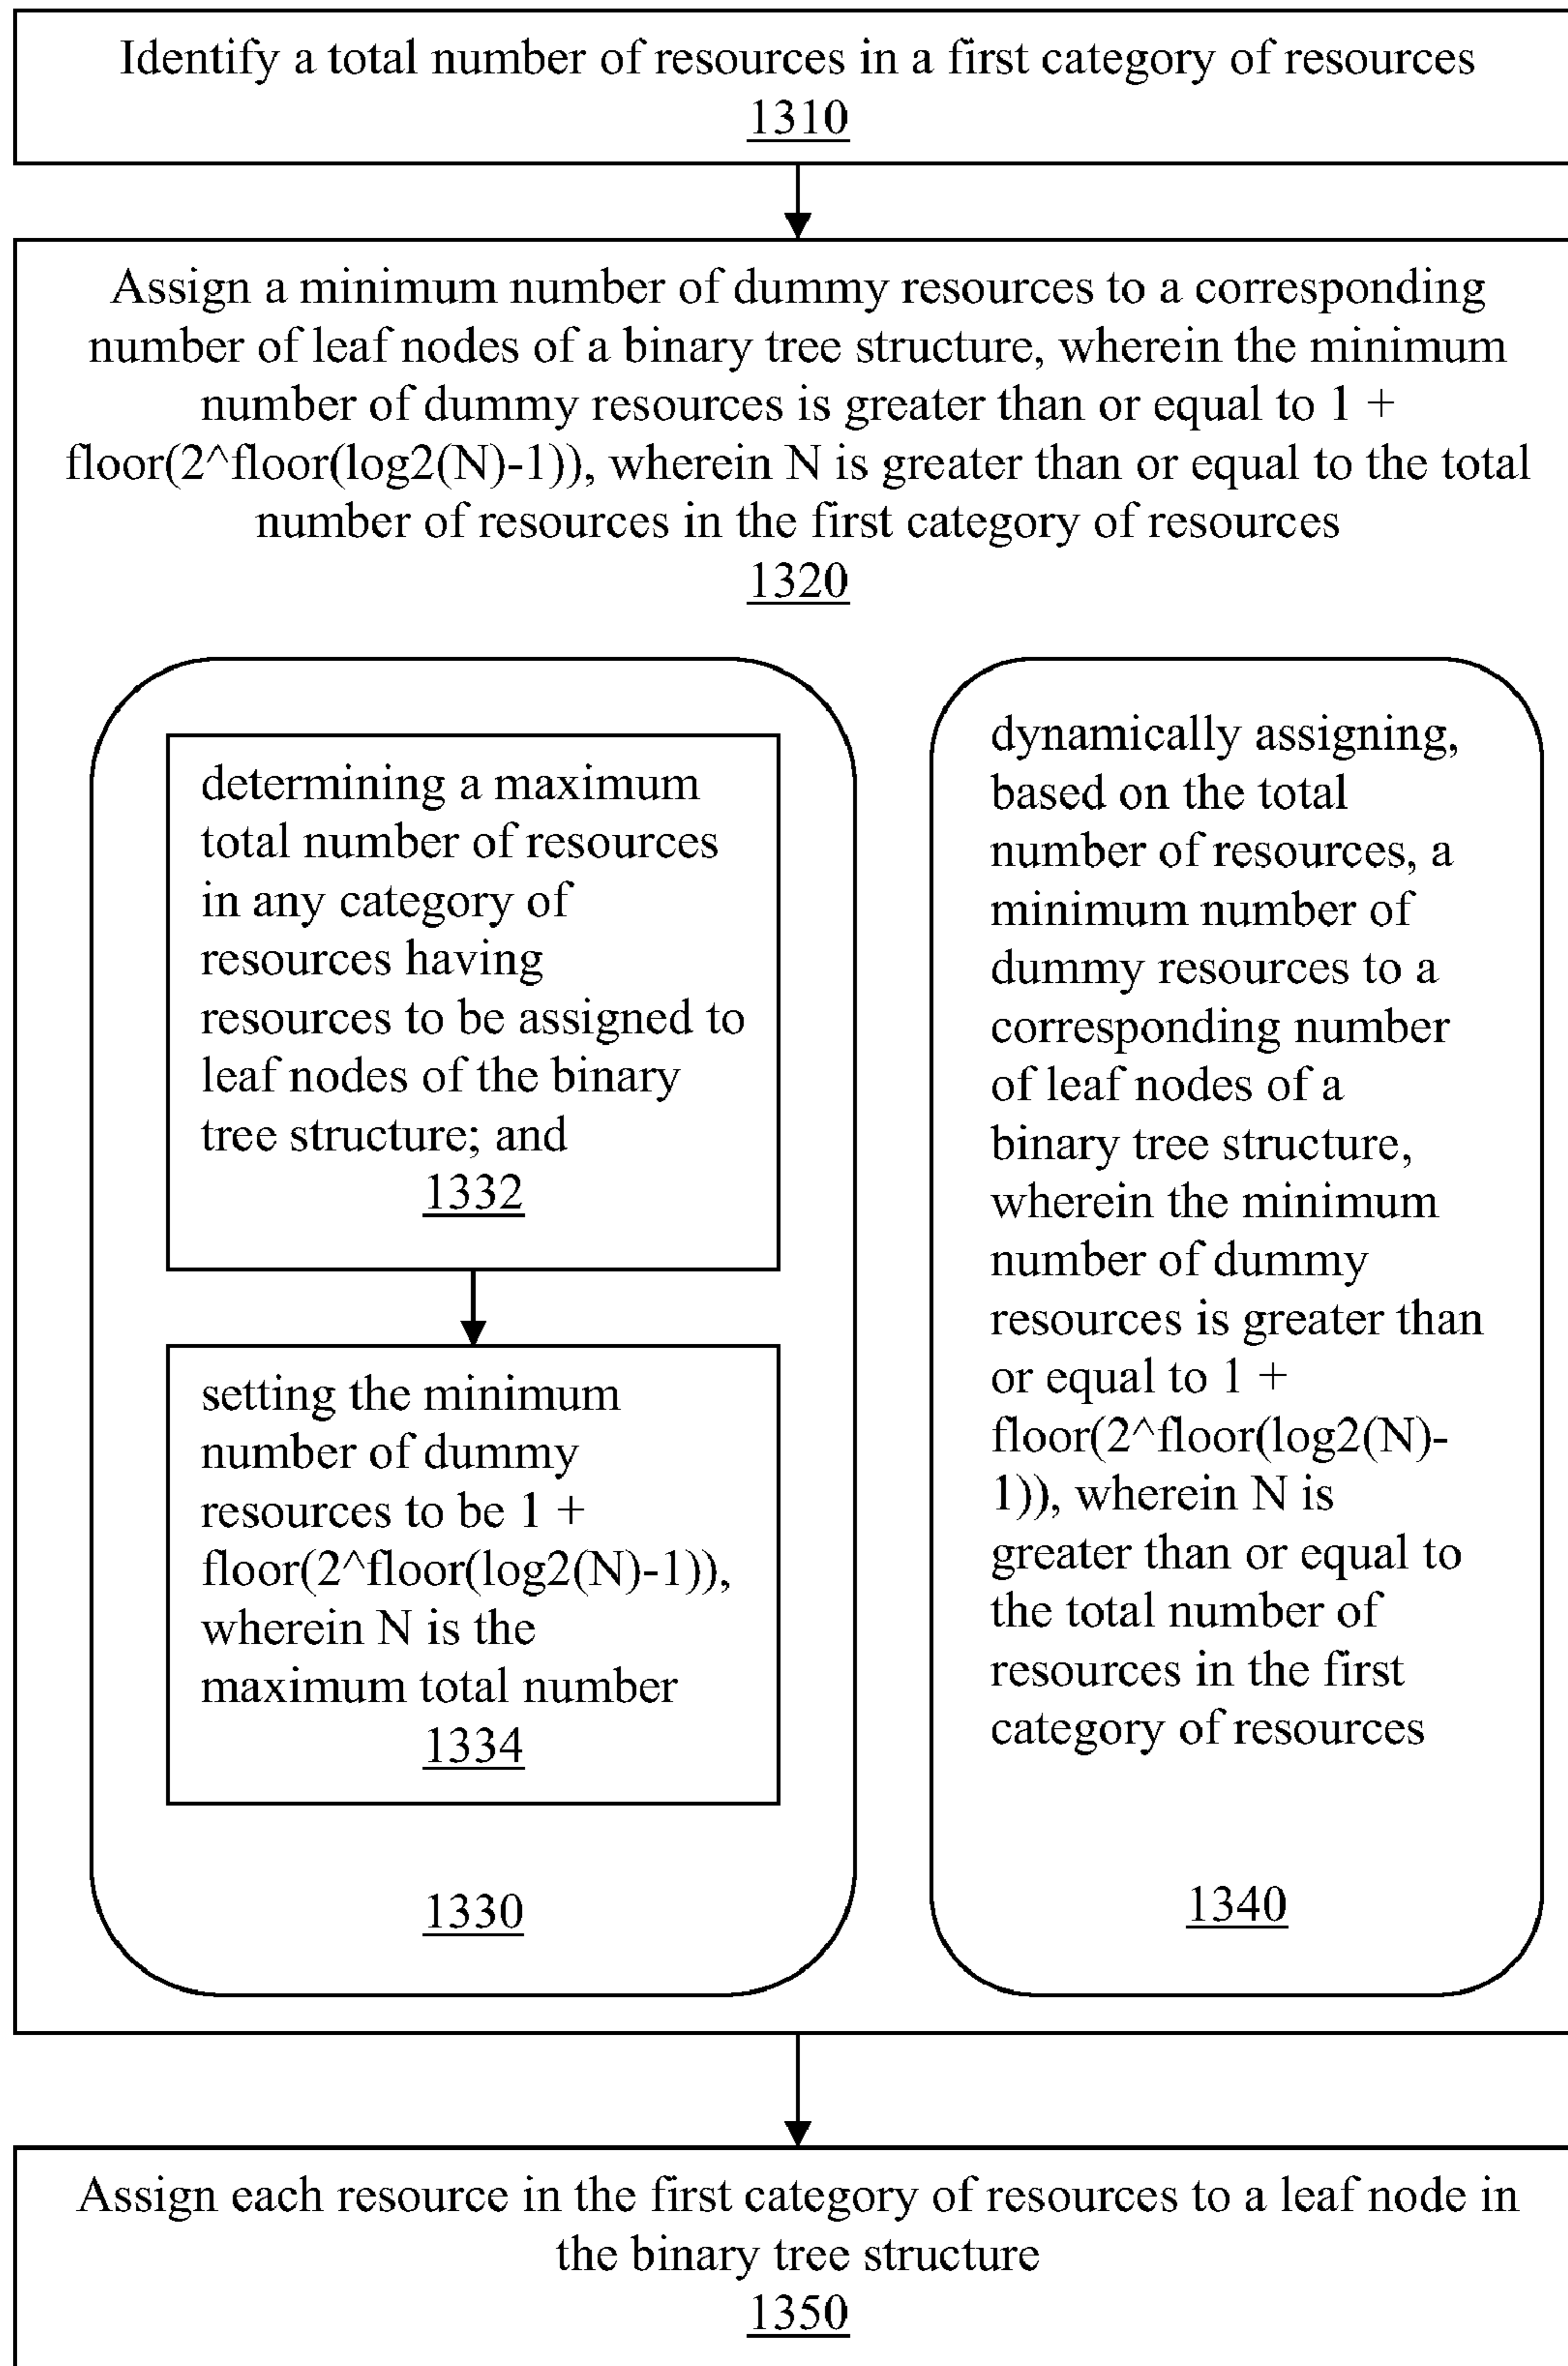 Identify a total number of resources in a first category of resources
1310
Assign a minimum number of dummy resources to a corresponding
number of leaf nodes of a binary tree structure, wherein the minimum
number of dummy resources is greater than or equal to 1 +
floor(2^floor(log2(N)-1)), wherein N is greater than or equal to the total
number of resources in the first category of resources
1320
determining a maximum
total number of resources
in any category of
resources having
resources to be assigned to
leaf nodes of the binary
tree structure; and
1332
setting the minimum
number of dummy
resources to be 1 +
floor(2^floor(log2(N)-1)),
wherein N is the
maximum total number
1334
1330
dynamically assigning,
based on the total
number of resources, a
minimum number of
dummy resources to a
corresponding number
of leaf nodes of a
binary tree structure,
wherein the minimum
number of dummy
resources is greater than
or equal to 1 +
floor(2^floor(log2(N)-
1)), wherein N is
greater than or equal to
the total number of
resources in the first
category of resources
1340
Assign each resource in the first category of resources to a leaf node in
the binary tree structure
1350